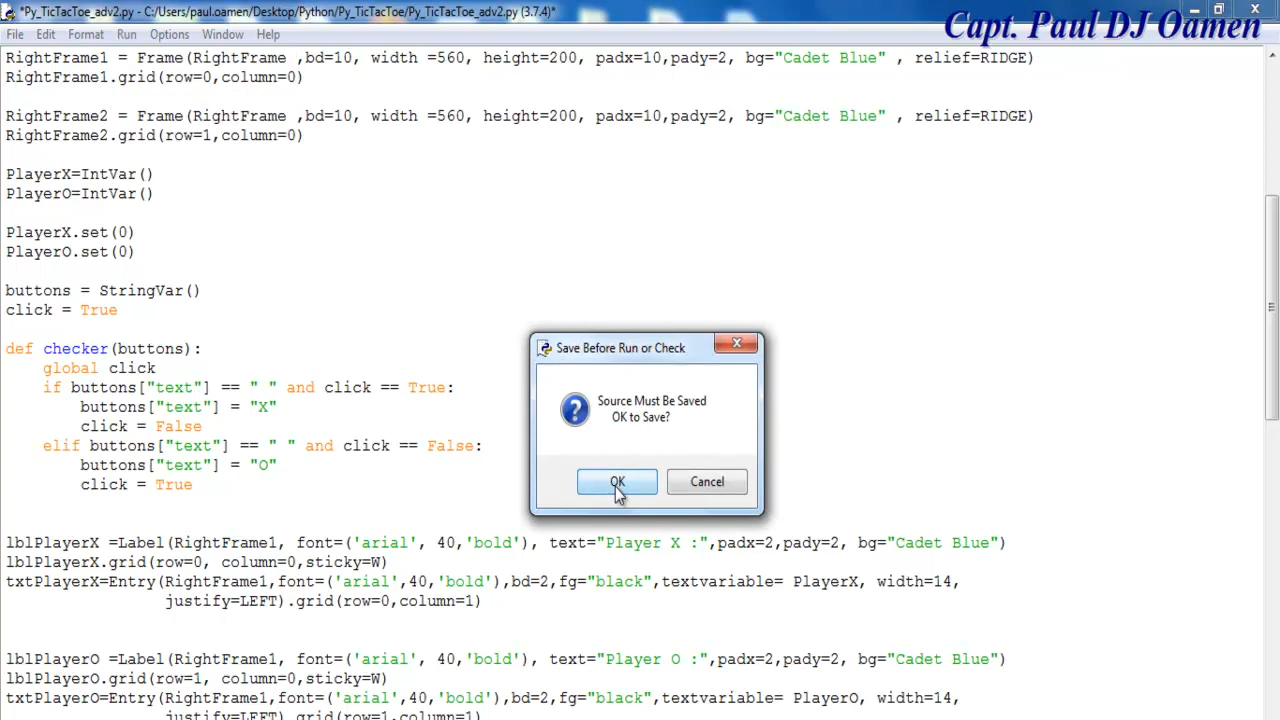 *Py_TicTacToe_adv2.py - C:/Users/paul.oamen/Desktop/Python/Py_TicTacToe/Py_TicTacToe_adv2.py (3.7.4)*
Capt. Paul DJ Oamen
File Edit Format Run Options Window Help
RightFrame1 = Frame(RightFrame ,bd=10, width =560, height=200, padx=10,pady=2, bg="Cadet Blue" , relief=RIDGE)
RightFrame1.grid(row=0,column=0)
RightFrame2 = Frame(RightFrame ,bd=10, width =560, height=200, padx=10,pady=2, bg="Cadet Blue" , relief=RIDGE)
RightFrame2.grid(row=1,column=0)
PlayerX=IntVar()
PlayerO=IntVar()
PlayerX.set(0)
PlayerO.set(0)
buttons = StringVar()
click = True
def checker(buttons):
    global click
    if buttons["text"] == " " and click == True:
        buttons["text"] = "X"
        click = False
    elif buttons["text"] == " " and click == False:
        buttons["text"] = "O"
        click = True
Save Before Run or Check
Source Must Be Saved
OK to Save?
OK Cancel
lblPlayerX =Label(RightFrame1, font=('arial', 40,'bold'), text="Player X :",padx=2,pady=2, bg="Cadet Blue")
lblPlayerX.grid(row=0, column=0,sticky=W)
txtPlayerX=Entry(RightFrame1,font=('arial',40,'bold'),bd=2,fg="black",textvariable= PlayerX, width=14,
                 justify=LEFT).grid(row=0,column=1)
lblPlayerO =Label(RightFrame1, font=('arial', 40,'bold'), text="Player O :",padx=2,pady=2, bg="Cadet Blue")
lblPlayerO.grid(row=1, column=0,sticky=W)
txtPlayerO=Entry(RightFrame1,font=('arial',40,'bold'),bd=2,fg="black",textvariable= PlayerO, width=14,
                 justify=LEFT).grid(row=1,column=1)